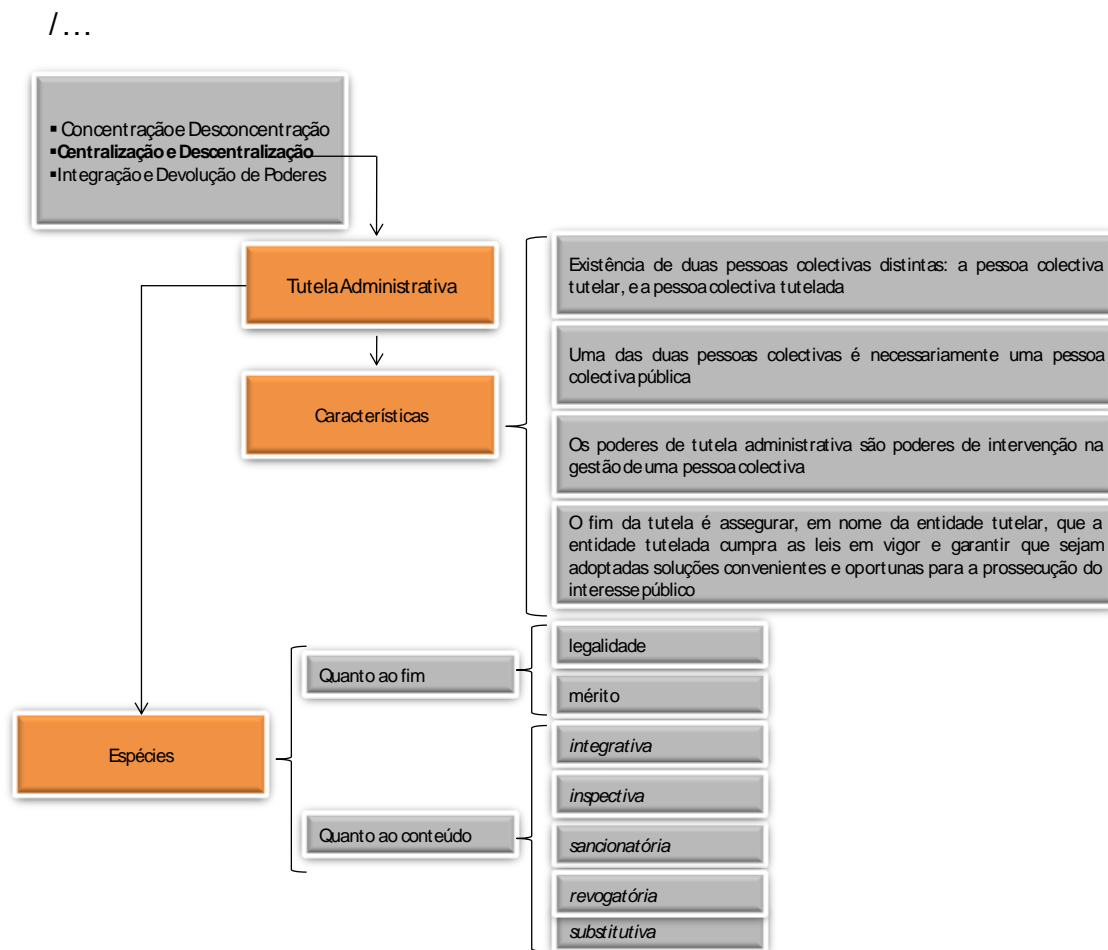 /…
▪ Concentração e Desconcentração
▪Centralização e Descentralização
▪Integração e Devolução de Poderes
Tutela Administrativa
Características
Existência de duas pessoas colectivas distintas: a pessoa colectiva
tutelar, e a pessoa colectiva tutelada
Uma das duas pessoas colectivas é necessariamente uma pessoa
colectiva pública
Os poderes de tutela administrativa são poderes de intervenção na
gestão de uma pessoa colectiva
O fim da tutela é assegurar, em nome da entidade tutelar, que a
entidade tutelada cumpra as leis em vigor e garantir que sejam
adoptadas soluções convenientes e oportunas para a prossecução do
interesse público
Espécies
Quanto ao fim
legalidade
mérito
Quanto ao conteúdo
integrativa
inspectiva
sancionatória
revogatória
substitutiva